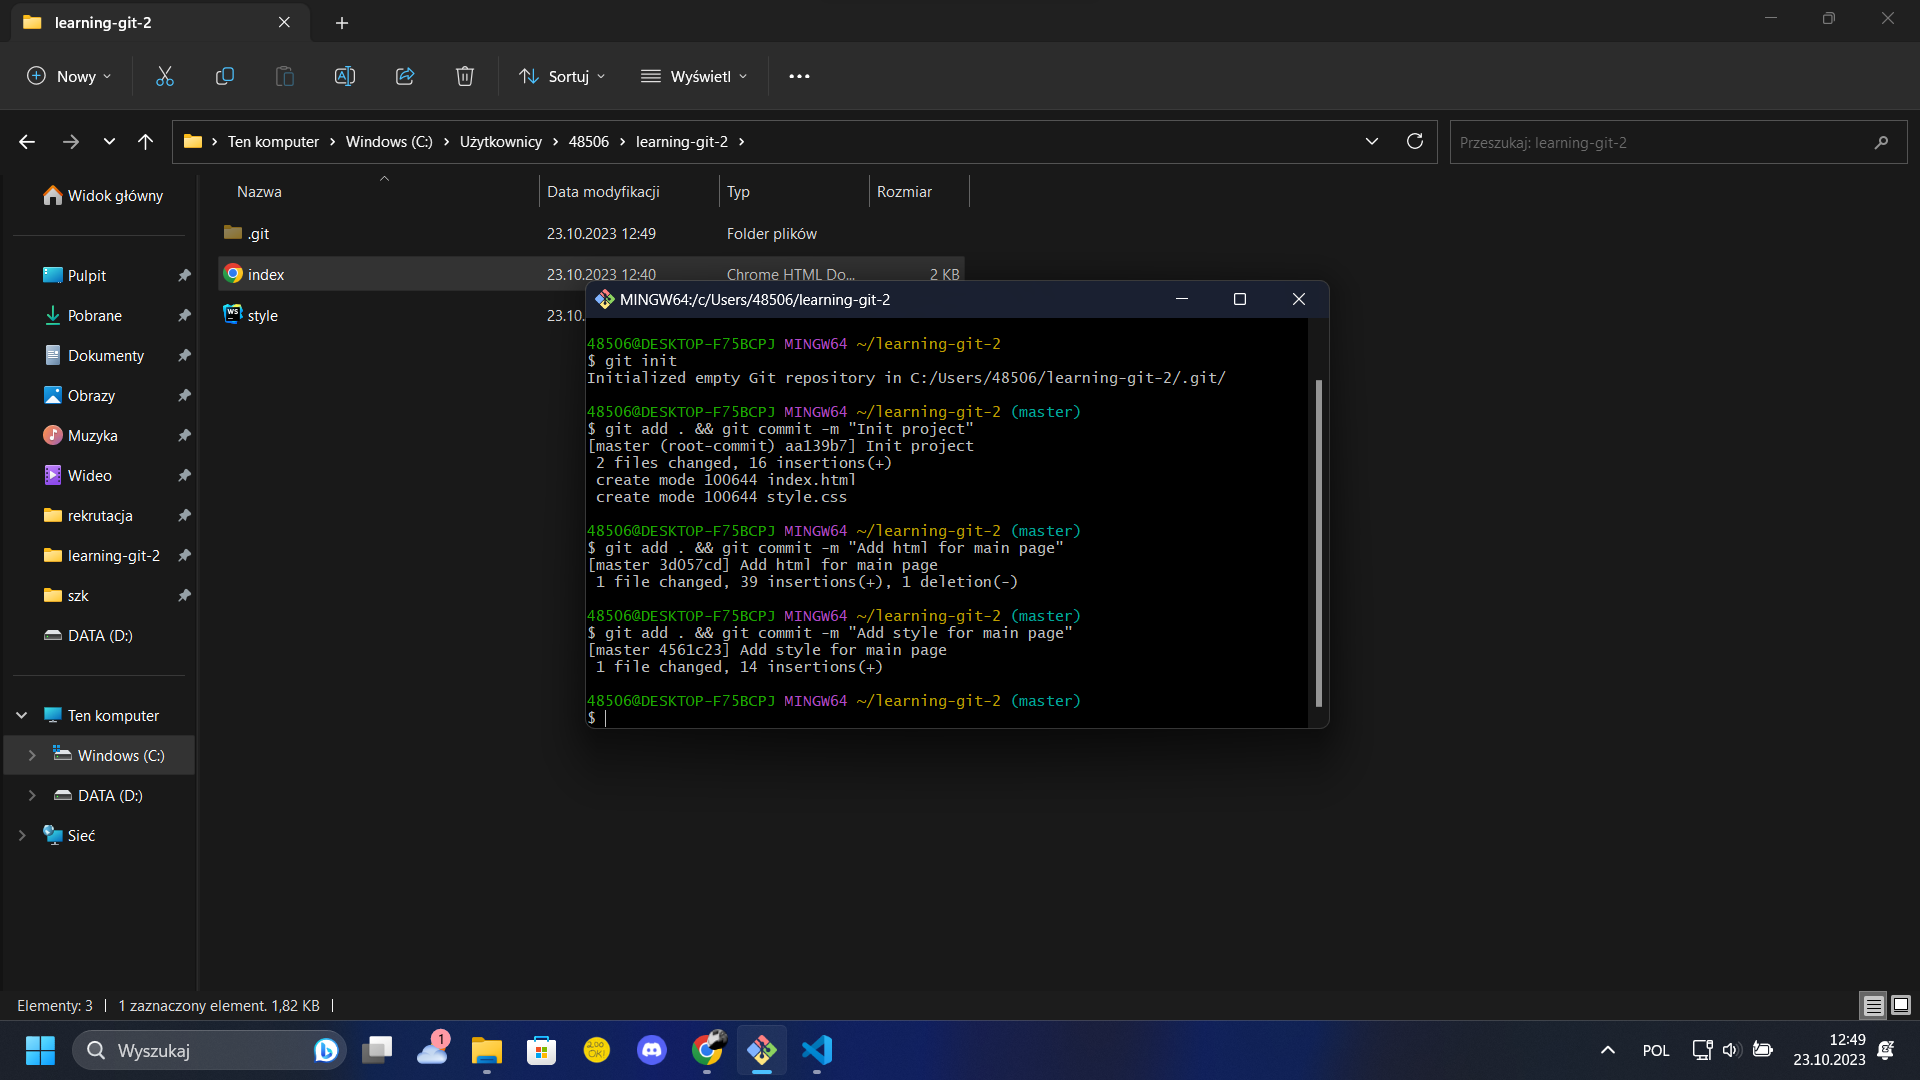 learning-git-2
Nowy
Sortuj
Wyświetl
Ten komputer
Windows (C:)
Użytkownicy
48506
learning-git-2
Przeszukaj: learning-git-2
Widok główny
Pulpit
Pobrane
Dokumenty
Obrazy
Muzyka
Wideo
rekrutacja
learning-git-2
szk
DATA (D:)
Ten komputer
Windows (C:)
DATA (D:)
Sieć
Nazwa Data modyfikacji Typ Rozmiar
.git 23.10.2023 12:49 Folder plików
index 23.10.2023 12:40 Chrome HTML Do... 2 KB
style 23.10.
MINGW64:/c/Users/48506/learning-git-2
48506@DESKTOP-F75BCPJ MINGW64 ~/learning-git-2
$ git init
Initialized empty Git repository in C:/Users/48506/learning-git-2/.git/
48506@DESKTOP-F75BCPJ MINGW64 ~/learning-git-2 (master)
$ git add . && git commit -m "Init project"
[master (root-commit) aa139b7] Init project
2 files changed, 16 insertions(+)
create mode 100644 index.html
create mode 100644 style.css
48506@DESKTOP-F75BCPJ MINGW64 ~/learning-git-2 (master)
$ git add . && git commit -m "Add html for main page"
[master 3d057cd] Add html for main page
1 file changed, 39 insertions(+), 1 deletion(-)
48506@DESKTOP-F75BCPJ MINGW64 ~/learning-git-2 (master)
$ git add . && git commit -m "Add style for main page"
[master 4561c23] Add style for main page
1 file changed, 14 insertions(+)
48506@DESKTOP-F75BCPJ MINGW64 ~/learning-git-2 (master)
$
Elementy: 3
1 zaznaczony element. 1,82 KB
Wyszukaj
1
POL
12:49
23.10.2023